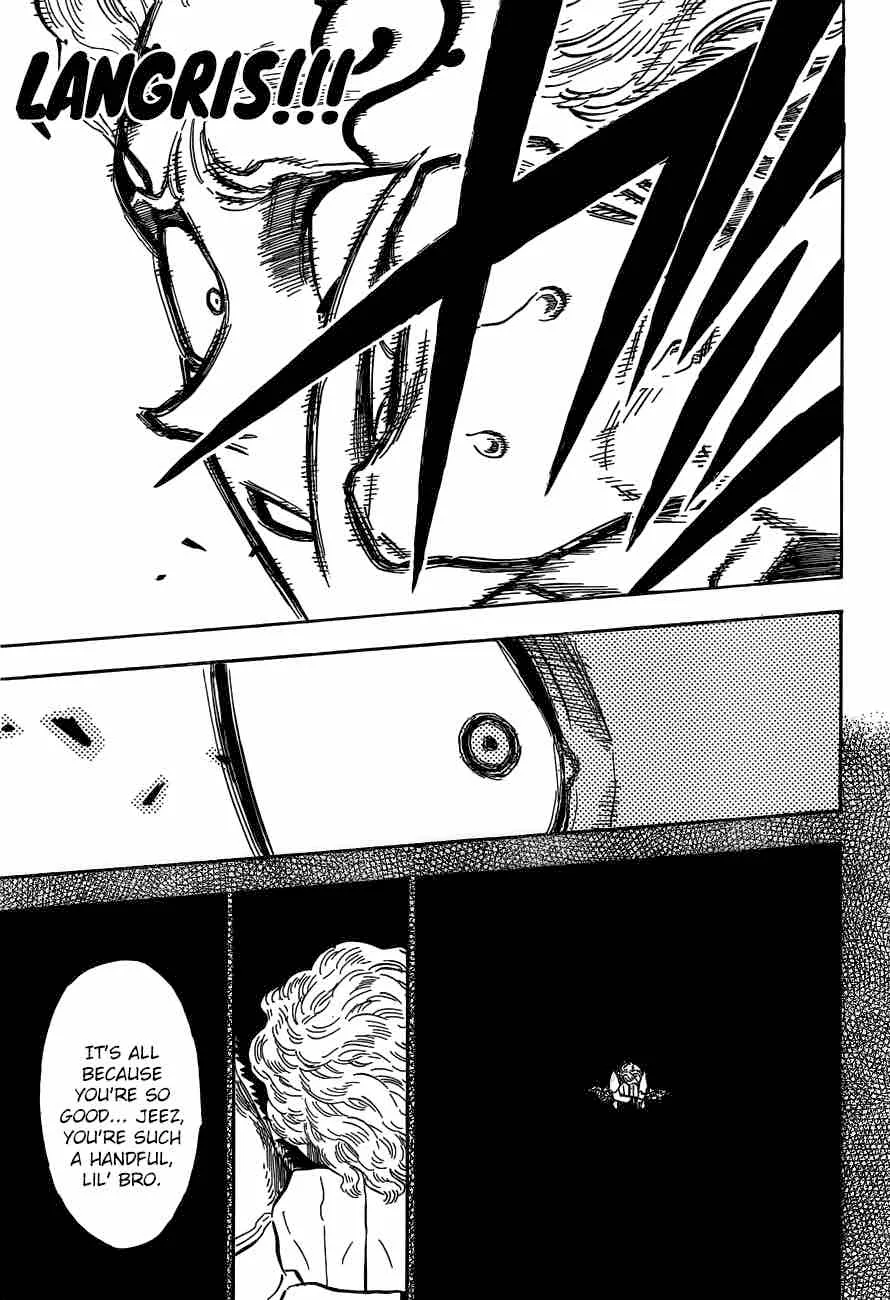 LANGRIS!!!
IT'S ALL
BECAUSE
YOU'RE SO
GOOD... JEEZ,
YOU'RE SUCH
A HANDFUL,
LIL' BRO.